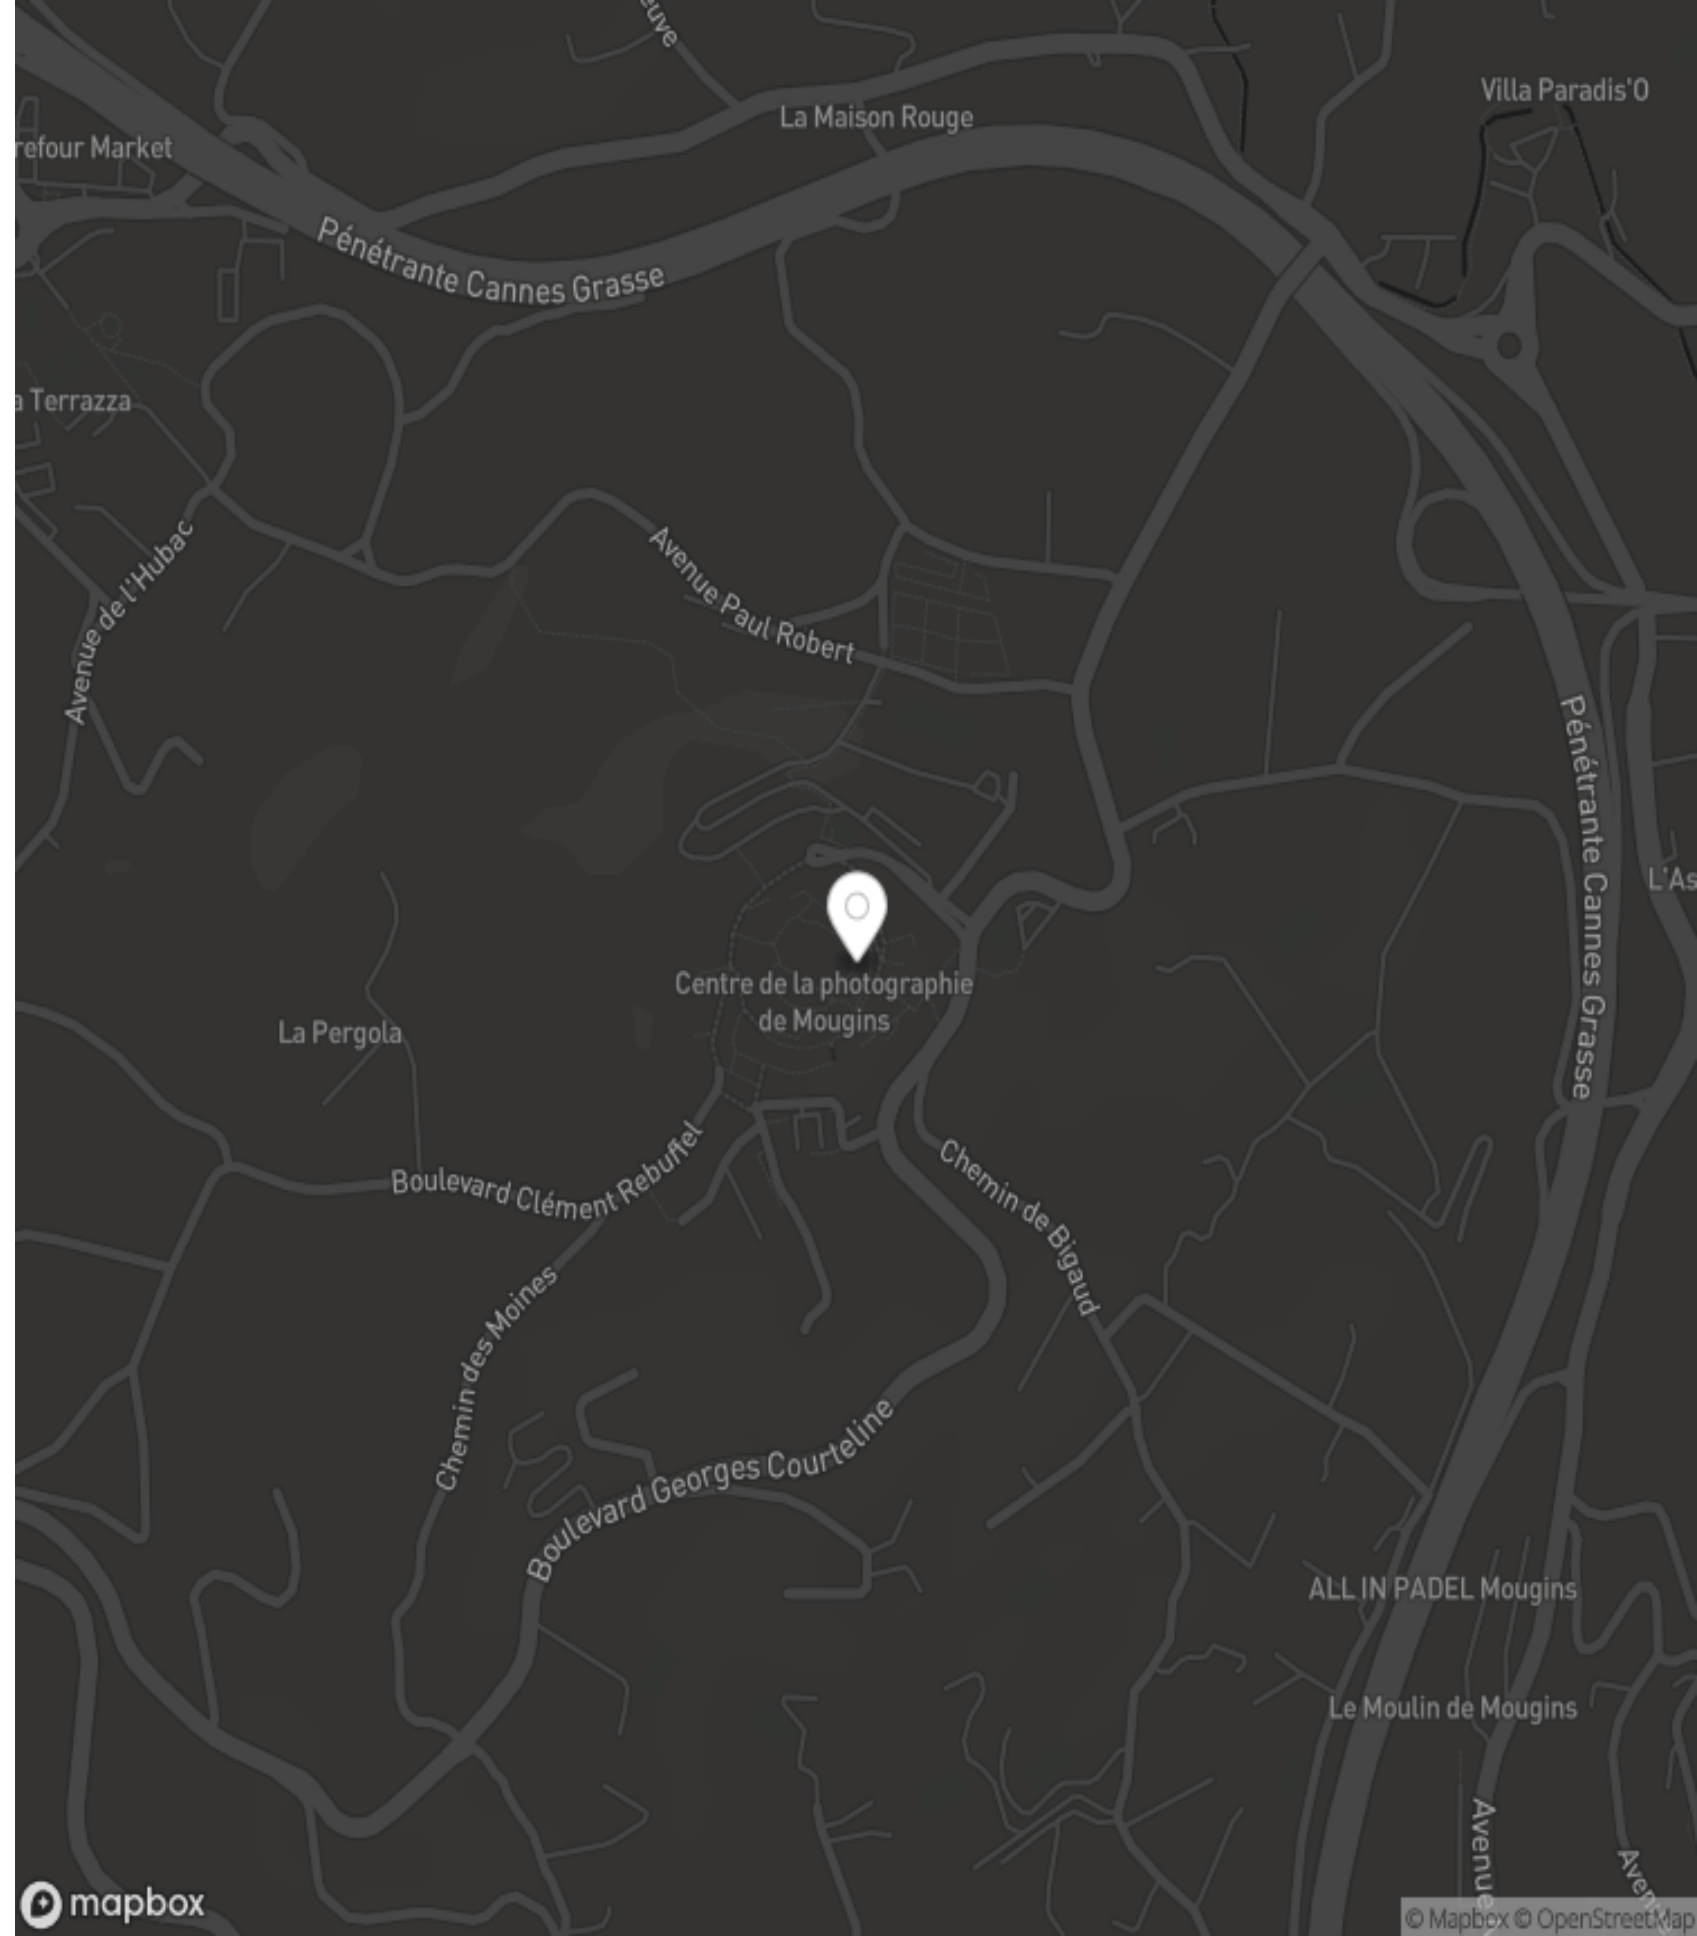 euve
Villa Paradis'O
La Maison Rouge
refour Market
Pénétrante Cannes Grasse
a Terrazza
Avenue de l'Hubac
Avenue Paul Robert
Pénétrante Cannes Grasse
L'As
Centre de la photographie
de Mougins
La Pergola
Boulevard Clément Rebuffel
Chemin de Bigaud
Chemin des Moines
Boulevard Georges Courteline
ALL IN PADEL Mougins
Le Moulin de Mougins
Avenue
Aven
mapbox
© Mapbox © OpenStreetMap